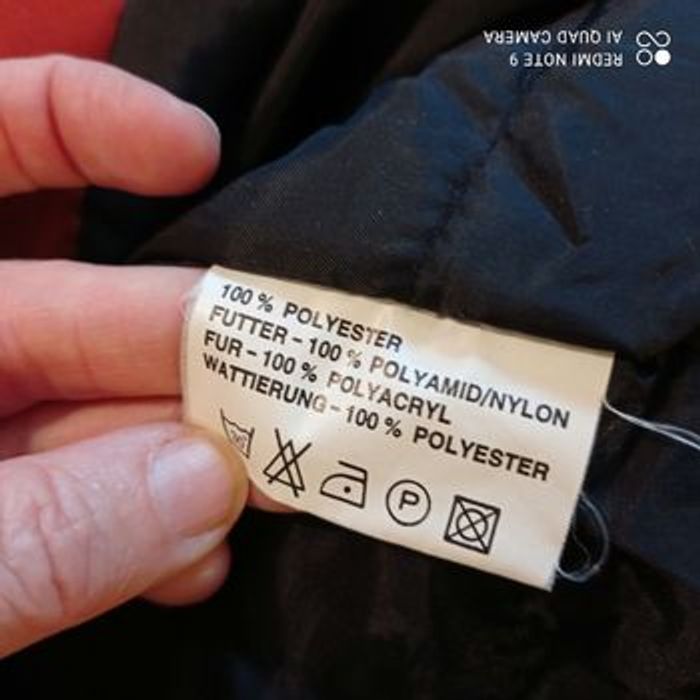 100 % POLYESTER
FUTTER - 100 % POLYAMID/NYLON
FUR - 100 % POLYACRYL
WATTIERUNG - 100 % POLYESTER
P
REDMI NOTE 9
AI QUAD CAMERA